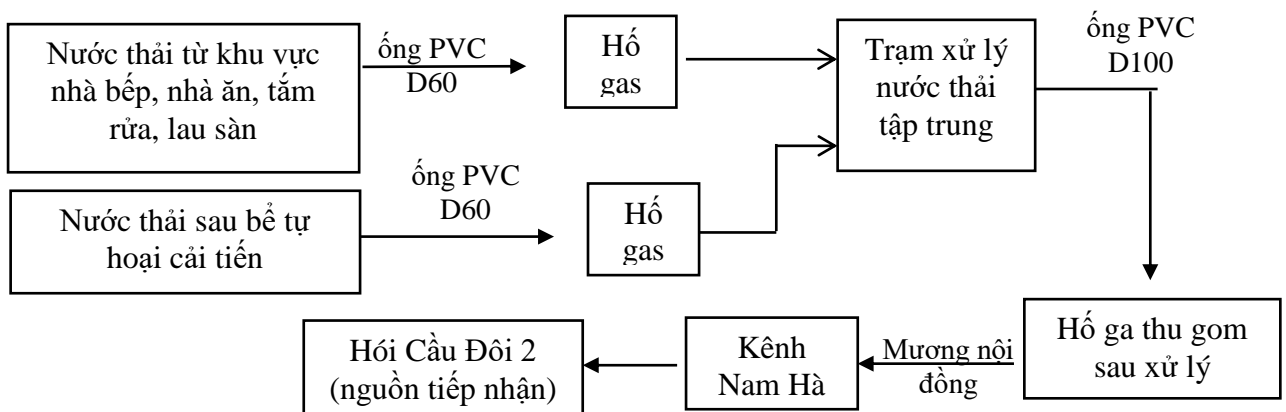 Nước thải từ khu vực
nhà bếp, nhà ăn, tắm
rửa, lau sàn
ống PVC
D60
Hố
gas
Trạm xử lý
nước thải
tập trung
ống PVC
D100
Nước thải sau bể tự
hoại cải tiến
ống PVC
D60
Hố
gas
Hố ga thu gom
sau xử lý
Mương nội
đồng
Kênh
Nam Hà
Hói Cầu Đôi 2
(nguồn tiếp nhận)